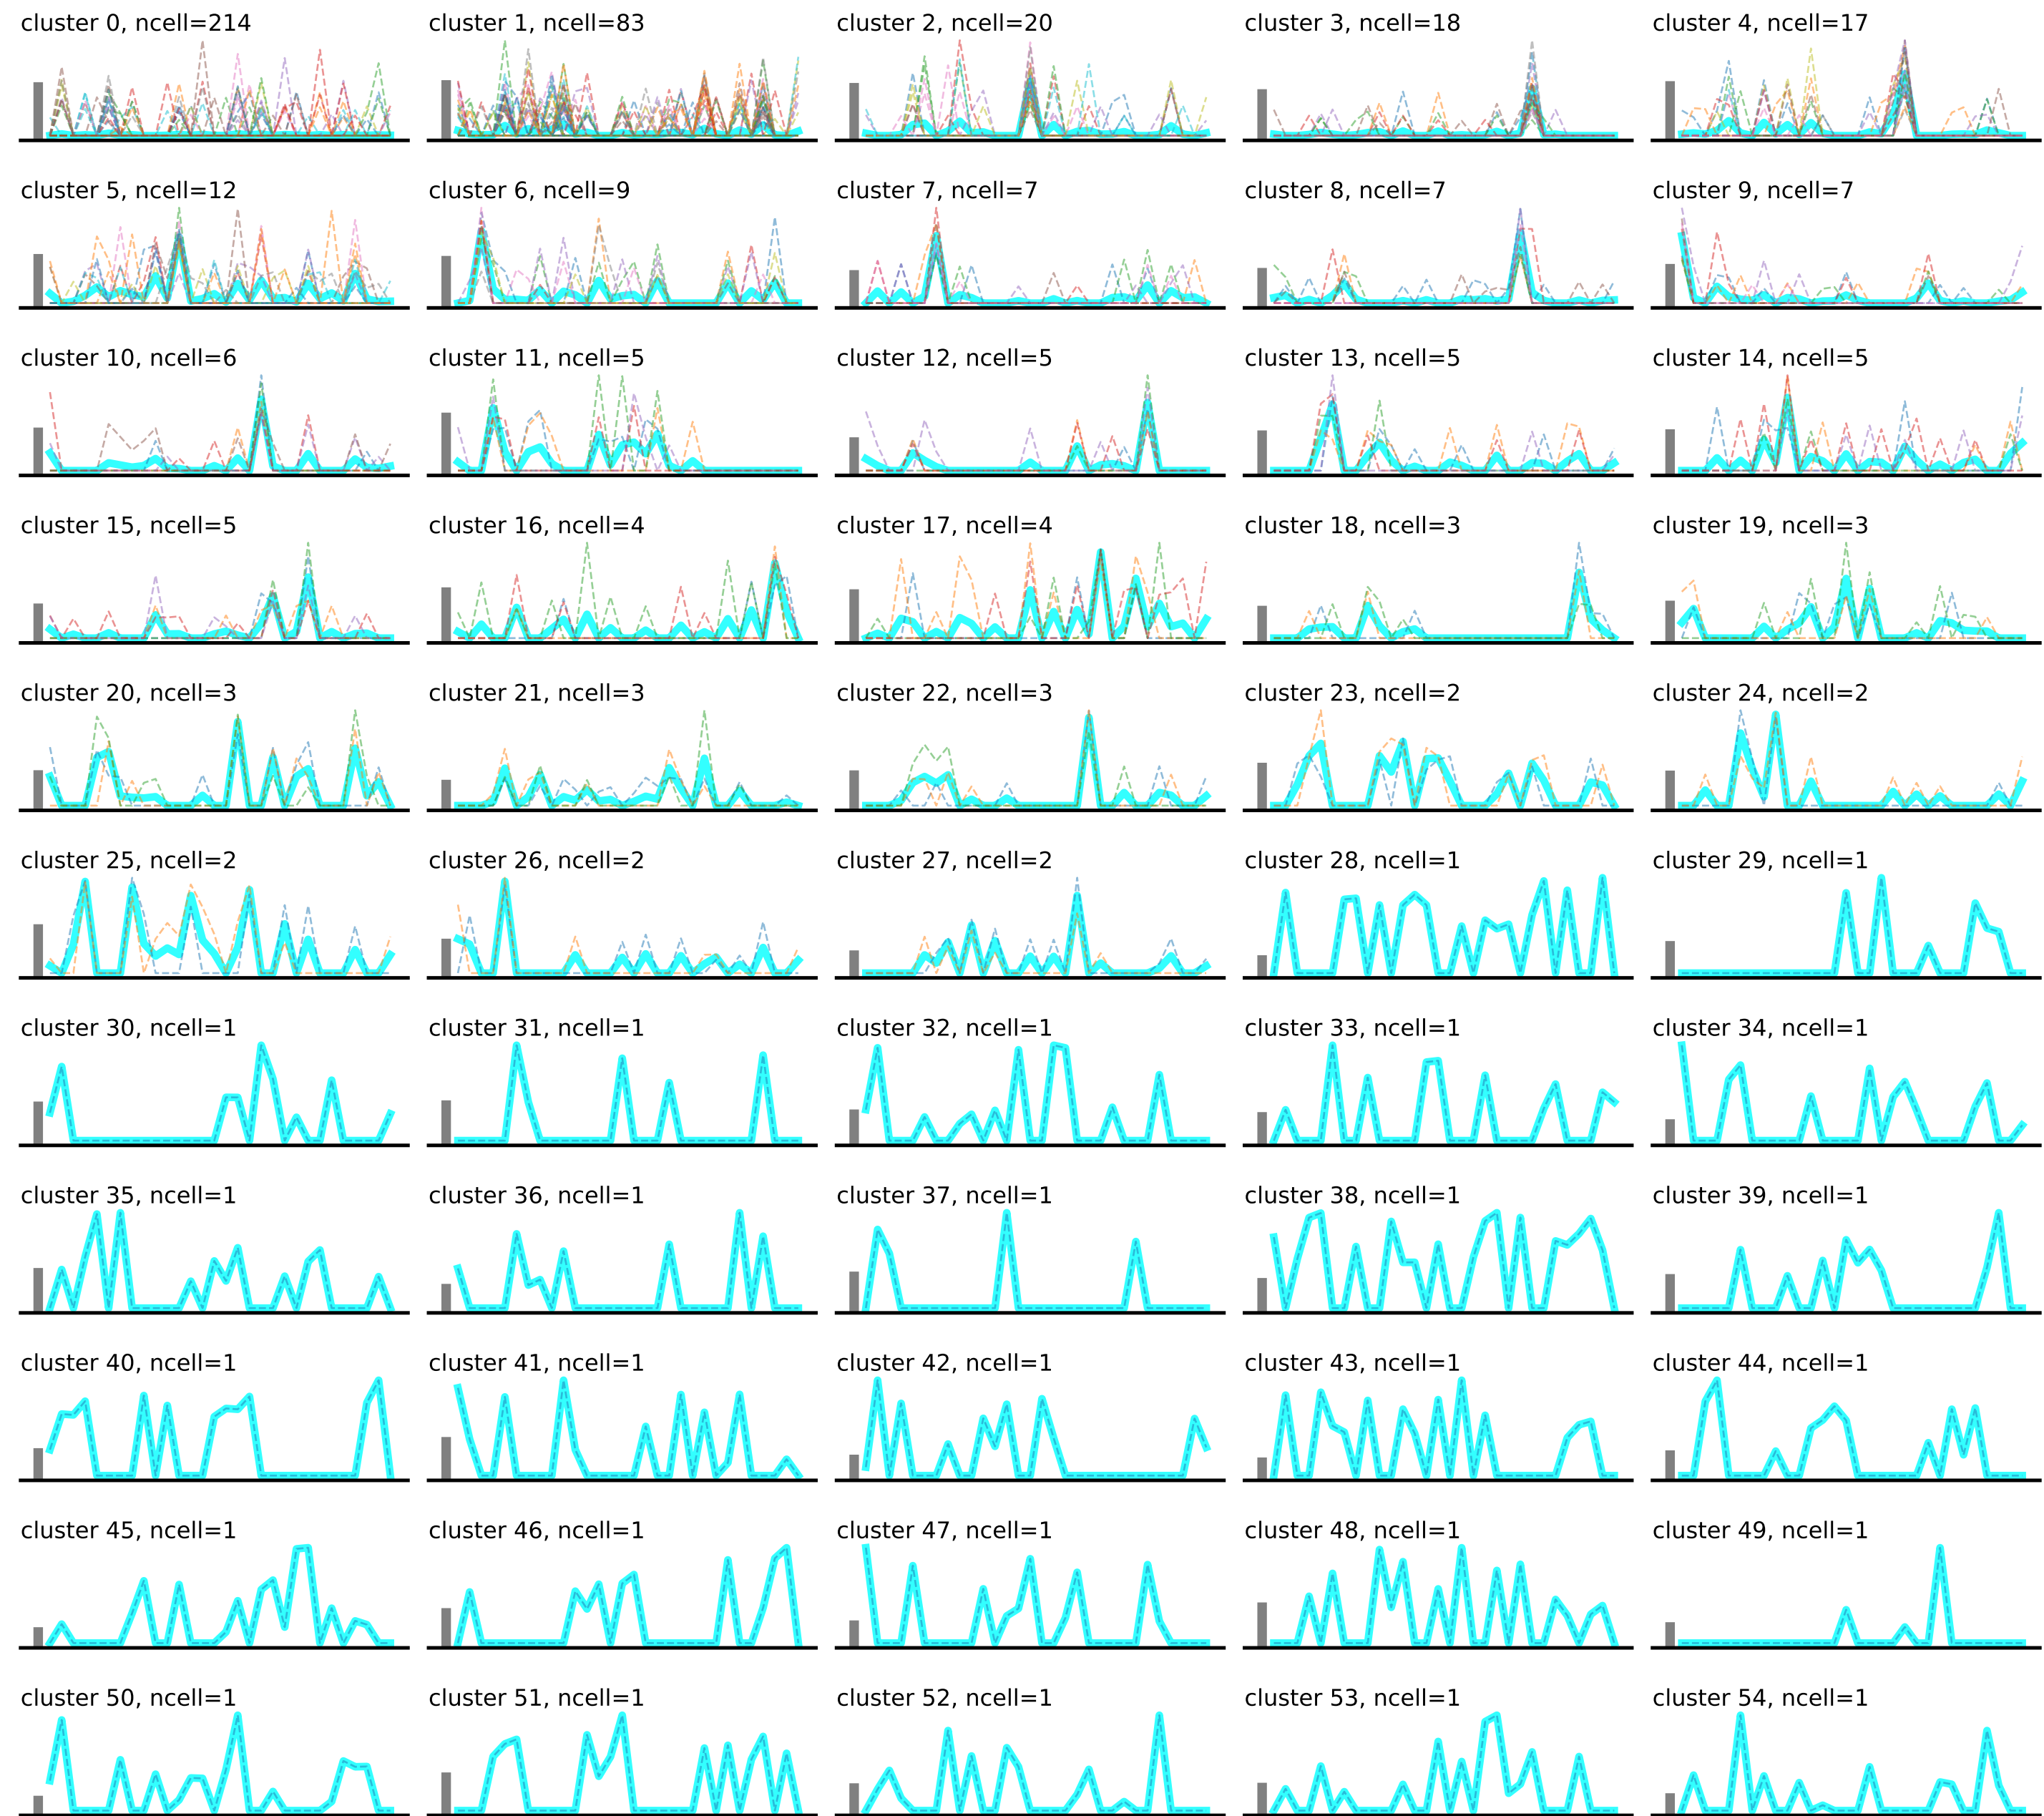 cluster 0, ncell=214
cluster 1, ncell=83
cluster 2, ncell=20
cluster 3, ncell=18
cluster 4, ncell=17
cluster 5, ncell=12
cluster 6, ncell=9
cluster 7, ncell=7
cluster 8, ncell=7
cluster 9, ncell=7
cluster 10, ncell=6
cluster 11, ncell=5
cluster 12, ncell=5
cluster 13, ncell=5
cluster 14, ncell=5
cluster 15, ncell=5
cluster 16, ncell=4
cluster 17, ncell=4
cluster 18, ncell=3
cluster 19, ncell=3
cluster 20, ncell=3
cluster 21, ncell=3
cluster 22, ncell=3
cluster 23, ncell=2
cluster 24, ncell=2
cluster 25, ncell=2
cluster 26, ncell=2
cluster 27, ncell=2
cluster 28, ncell=1
cluster 29, ncell=1
cluster 30, ncell=1
cluster 31, ncell=1
cluster 32, ncell=1
cluster 33, ncell=1
cluster 34, ncell=1
cluster 35, ncell=1
cluster 36, ncell=1
cluster 37, ncell=1
cluster 38, ncell=1
cluster 39, ncell=1
cluster 40, ncell=1
cluster 41, ncell=1
cluster 42, ncell=1
cluster 43, ncell=1
cluster 44, ncell=1
cluster 45, ncell=1
cluster 46, ncell=1
cluster 47, ncell=1
cluster 48, ncell=1
cluster 49, ncell=1
cluster 50, ncell=1
cluster 51, ncell=1
cluster 52, ncell=1
cluster 53, ncell=1
cluster 54, ncell=1